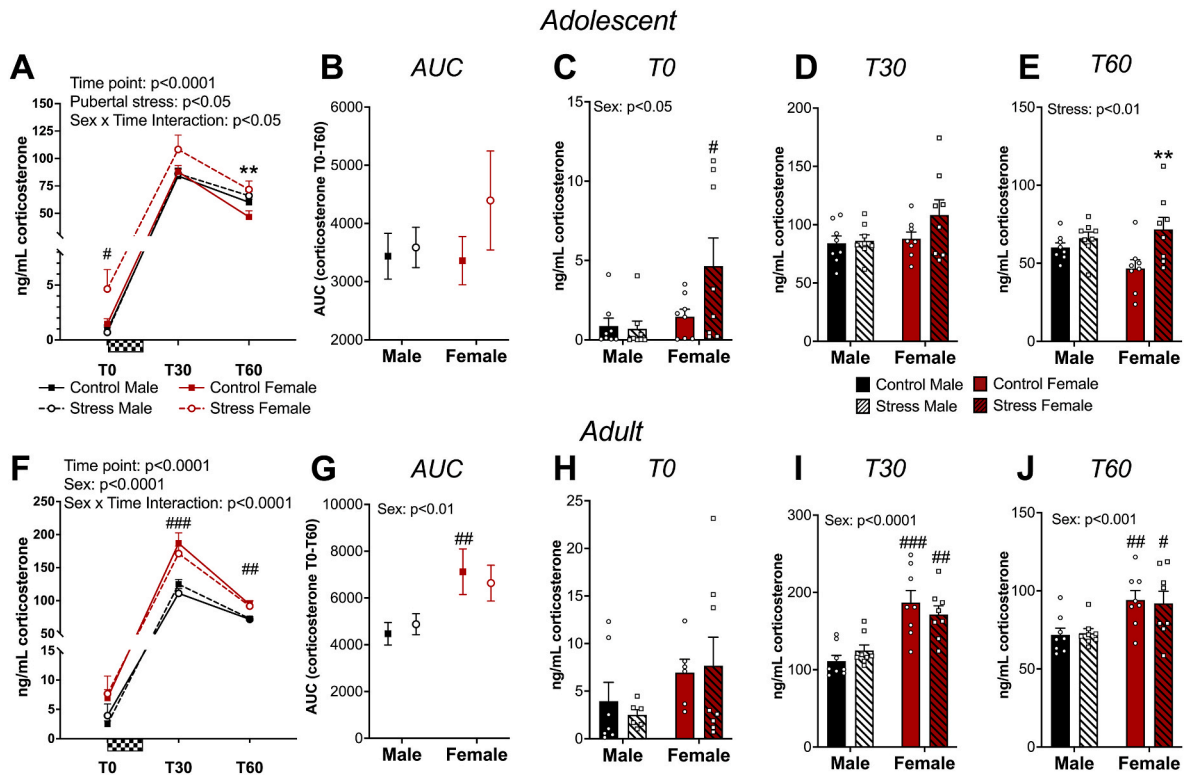 Adolescent
A
Time point: p<0.0001
Pubertal stress: p<0.05
Sex x Time Interaction: p<0.05
ng/mL corticosterone
150
125
100
75
50
5
0
#
**
T0
T30
T60
Control Male
Control Female
Stress Male
Stress Female
B
AUC
AUC (corticosterone T0-T60)
6000
5000
4000
3000
2000
Male
Female
C
T0
Sex: p<0.05
ng/mL corticosterone
15
10
5
0
#
Male
Female
D
T30
ng/mL corticosterone
200
150
100
50
0
Male
Female
E
T60
Stress: p<0.01
ng/mL corticosterone
150
100
50
0
**
Male
Female
Control Male
Control Female
Stress Male
Stress Female
Adult
F
Time point: p<0.0001
Sex: p<0.0001
Sex x Time Interaction: p<0.0001
ng/mL corticosterone
250
200
150
100
50
15
10
5
0
###
##
T0
T30
T60
G
AUC
Sex: p<0.01
AUC (corticosterone T0-T60)
10000
8000
6000
4000
2000
0
##
Male
Female
H
T0
ng/mL corticosterone
25
20
15
10
5
0
Male
Female
I
T30
Sex: p<0.0001
ng/mL corticosterone
300
200
100
0
###
##
Male
Female
J
T60
Sex: p<0.001
ng/mL corticosterone
150
100
50
0
##
#
Male
Female